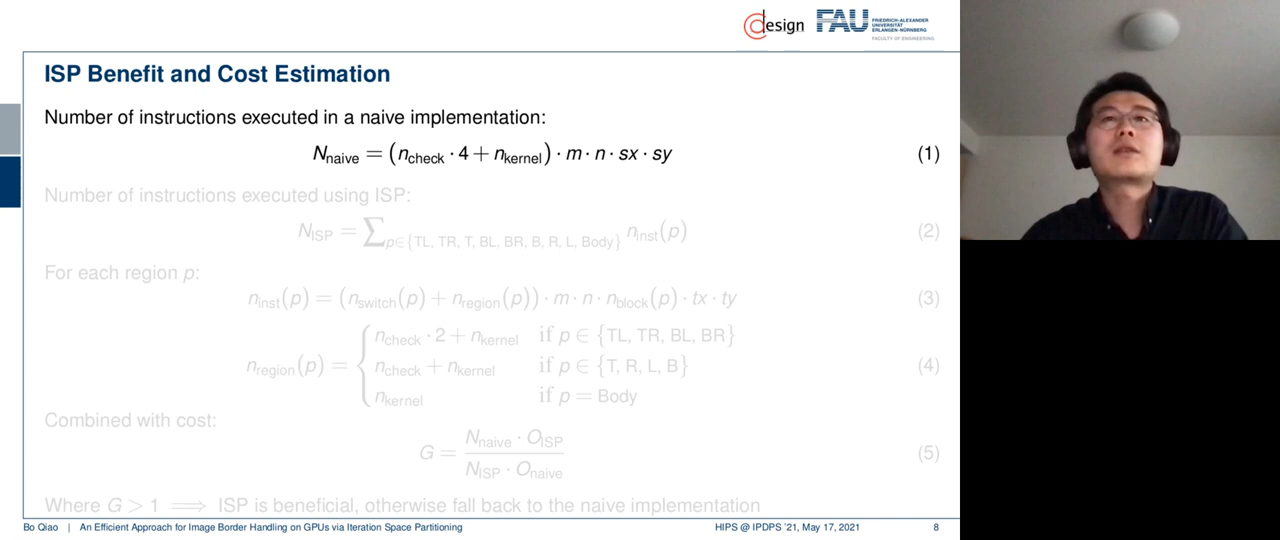 design FAU FRIEDRICH-ALEXANDER
UNIVERSITÄT
ERLANGEN-NÜRNBERG
FACULTY OF ENGINEERING
ISP Benefit and Cost Estimation
Number of instructions executed in a naive implementation:
N_naive = (n_check · 4 + n_kernel) · m · n · sx · sy (1)
Number of instructions executed using ISP:
N_ISP = ∑_p∈{TL, TR, T, BL, BR, B, R, L, Body} n_inst(p) (2)
For each region p:
n_inst(p) = (n_switch(p) + n_region(p)) · m · n · n_block(p) · tx · ty (3)
n_check · 2 + n_kernel if p ∈ {TL, TR, BL, BR}
n_region(p) = { n_check + n_kernel if p ∈ {T, R, L, B} (4)
n_kernel if p = Body
Combined with cost:
G = N_naive · O_ISP / N_ISP · O_naive (5)
Where G > 1 ⟹ ISP is beneficial, otherwise fall back to the naive implementation
Bo Qiao | An Efficient Approach for Image Border Handling on GPUs via Iteration Space Partitioning HIPS @ IPDPS '21, May 17, 2021 8